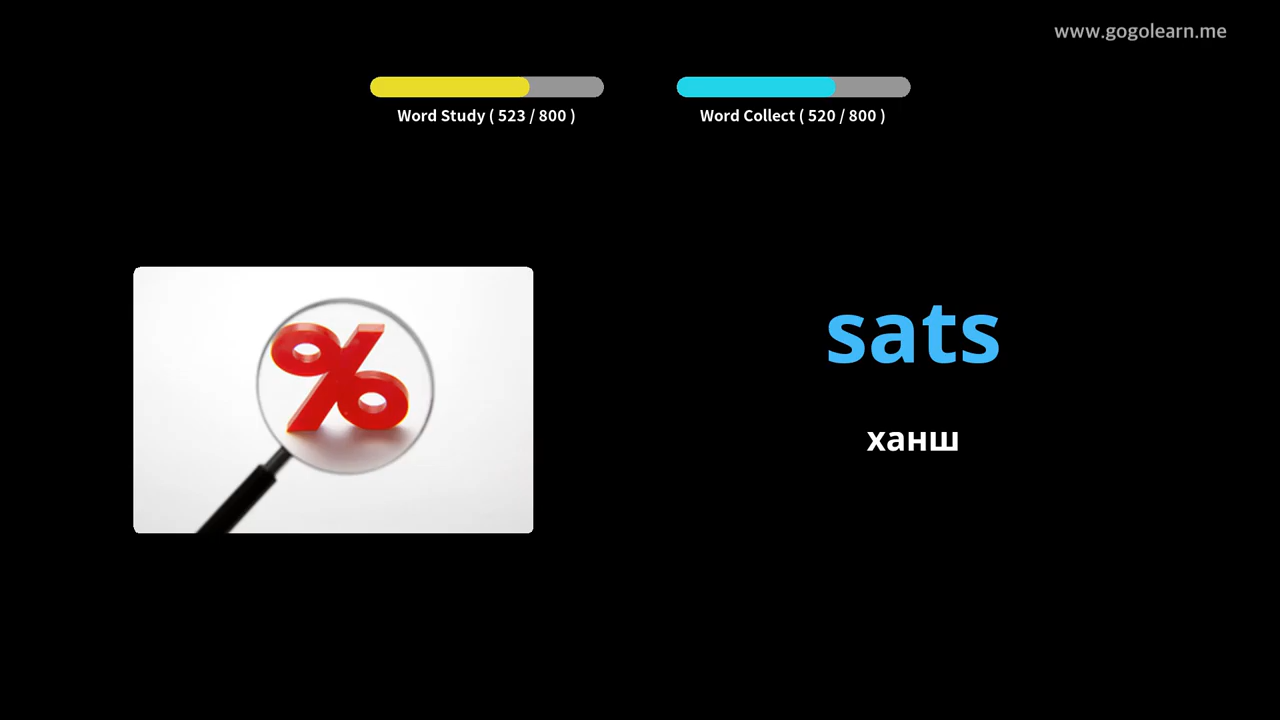 www.gogolearn.me
Word Study ( 523 / 800 )
Word Collect ( 520 / 800 )
%
sats
ханш